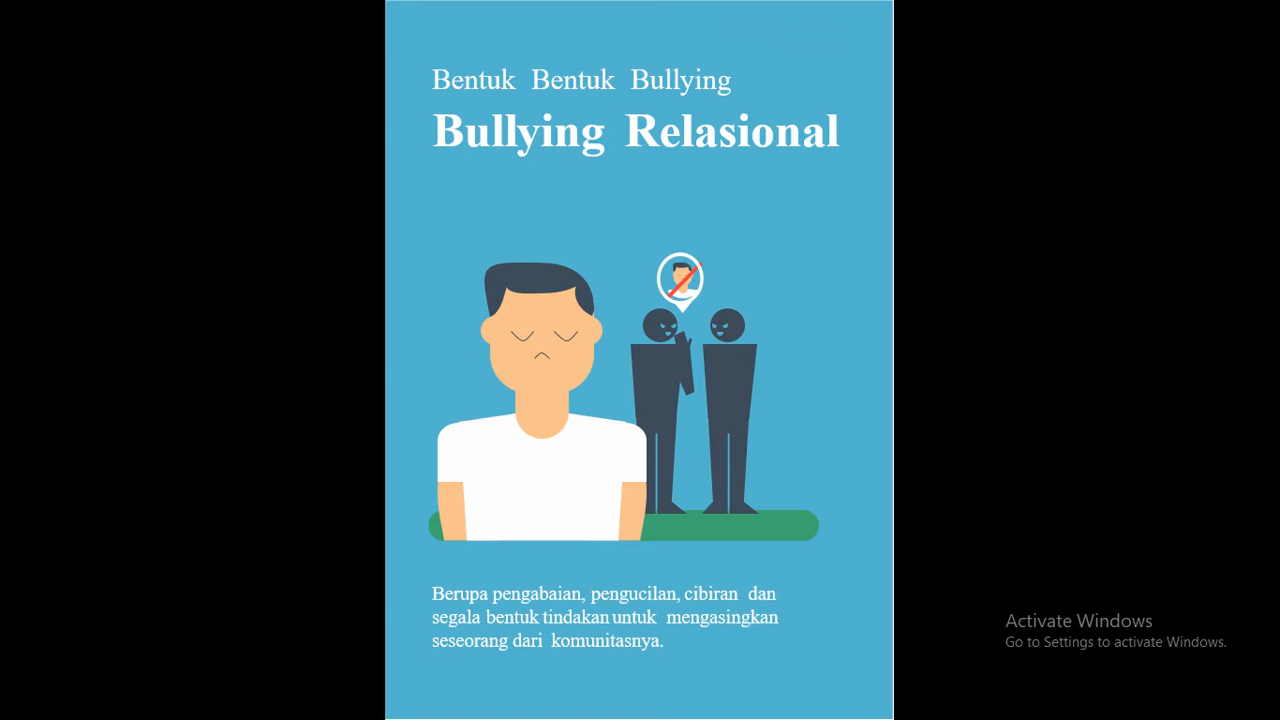 Bentuk Bentuk Bullying
Bullying Relasional
Berupa pengabaian, pengucilan, cibiran dan
segala bentuk tindakan untuk mengasingkan
seseorang dari komunitasnya.
Activate Windows
Go to Settings to activate Windows.